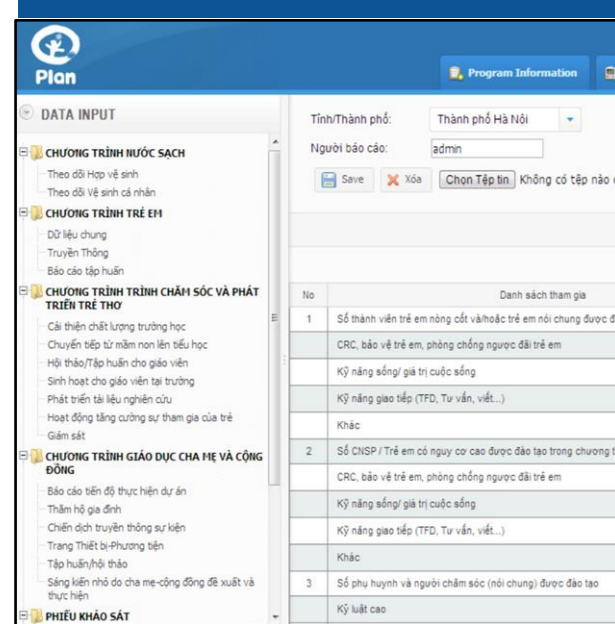 Plan
Program Information
DATA INPUT
CHƯƠNG TRÌNH NƯỚC SẠCH
Theo dõi Hợp vệ sinh
Theo dõi Vệ sinh cá nhân
CHƯƠNG TRÌNH TRẺ EM
Dữ liệu chung
Truyền Thông
Báo cáo tập huấn
CHƯƠNG TRÌNH TRÌNH CHĂM SÓC VÀ PHÁT
TRIỂN TRẺ THƠ
Cải thiện chất lượng trường học
Chuyển tiếp từ mầm non lên tiểu học
Hội thảo/Tập huấn cho giáo viên
Sinh hoạt cho giáo viên tại trường
Phát triển tài liệu nghiên cứu
Hoạt động tăng cường sự tham gia của trẻ
Giám sát
CHƯƠNG TRÌNH GIÁO DỤC CHA MẸ VÀ CỘNG
ĐỒNG
Báo cáo tiến độ thực hiện dự án
Thăm hộ gia đình
Chiến dịch truyền thông sự kiện
Trang Thiết bị-Phương tiện
Tập huấn/hội thảo
Sáng kiến nhỏ do cha mẹ-cộng đồng đề xuất và
thực hiện
PHIẾU KHẢO SÁT
Tỉnh/Thành phố: Thành phố Hà Nội
Người báo cáo: admin
Save Xóa Chọn Tệp tin Không có tệp nào
No Danh sách tham gia
1 Số thành viên trẻ em nòng cốt và/hoặc trẻ em nói chung được
CRC, bảo vệ trẻ em, phòng chống ngược đãi trẻ em
Kỹ năng sống/ giá trị cuộc sống
Kỹ năng giao tiếp (TFD, Tư vấn, viết...)
Khác
2 Số CNSP / Trẻ em có nguy cơ cao được đào tạo trong chương
CRC, bảo vệ trẻ em, phòng chống ngược đãi trẻ em
Kỹ năng sống/ giá trị cuộc sống
Kỹ năng giao tiếp (TFD, Tư vấn, viết...)
Khác
3 Số phụ huynh và người chăm sóc (nói chung) được đào tạo
Kỷ luật cao